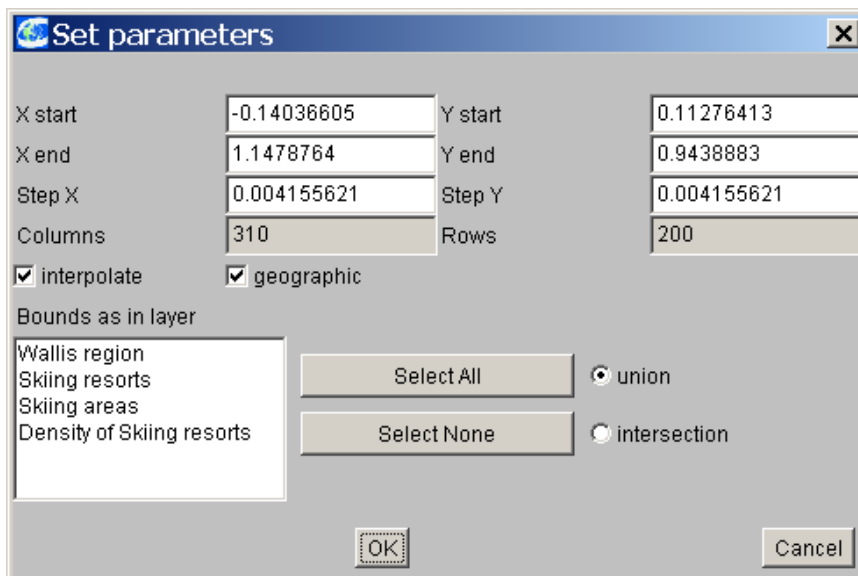 Set parameters
X start -0.14036605 Y start 0.11276413
X end 1.1478764 Y end 0.9438883
Step X 0.004155621 Step Y 0.004155621
Columns 310 Rows 200
interpolate geographic
Bounds as in layer
Wallis region
Skiing resorts
Skiing areas
Density of Skiing resorts
Select All union
Select None intersection
OK Cancel